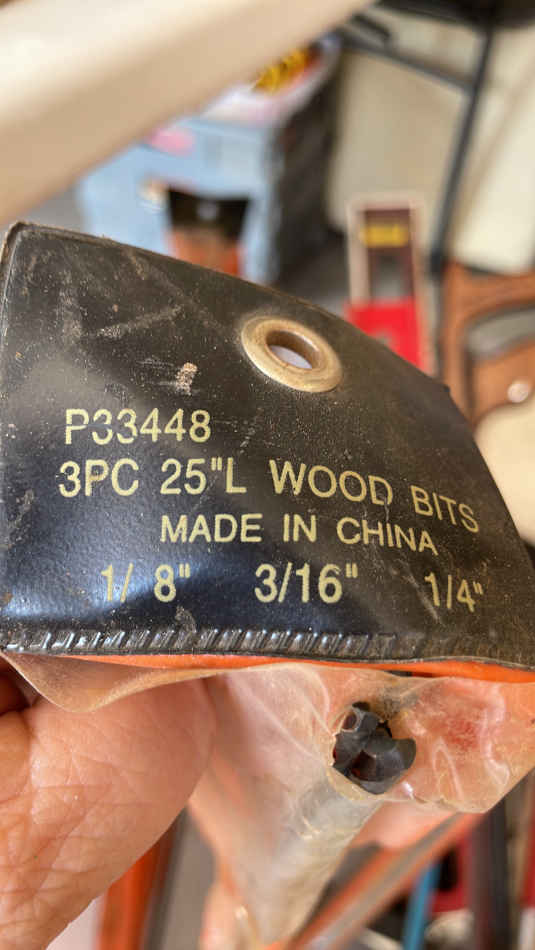 P33448
3PC 25"L WOOD BITS
MADE IN CHINA
1/8" 3/16" 1/4"